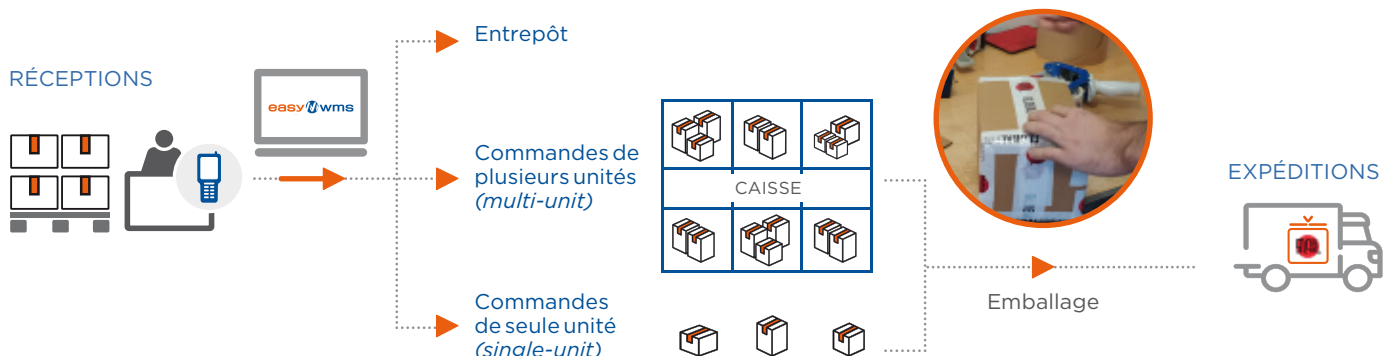 RÉCEPTIONS
easy wms
Entrepôt
Commandes de
plusieurs unités
(multi-unit)
CAISSE
Commandes
de seule unité
(single-unit)
Emballage
EXPÉDITIONS